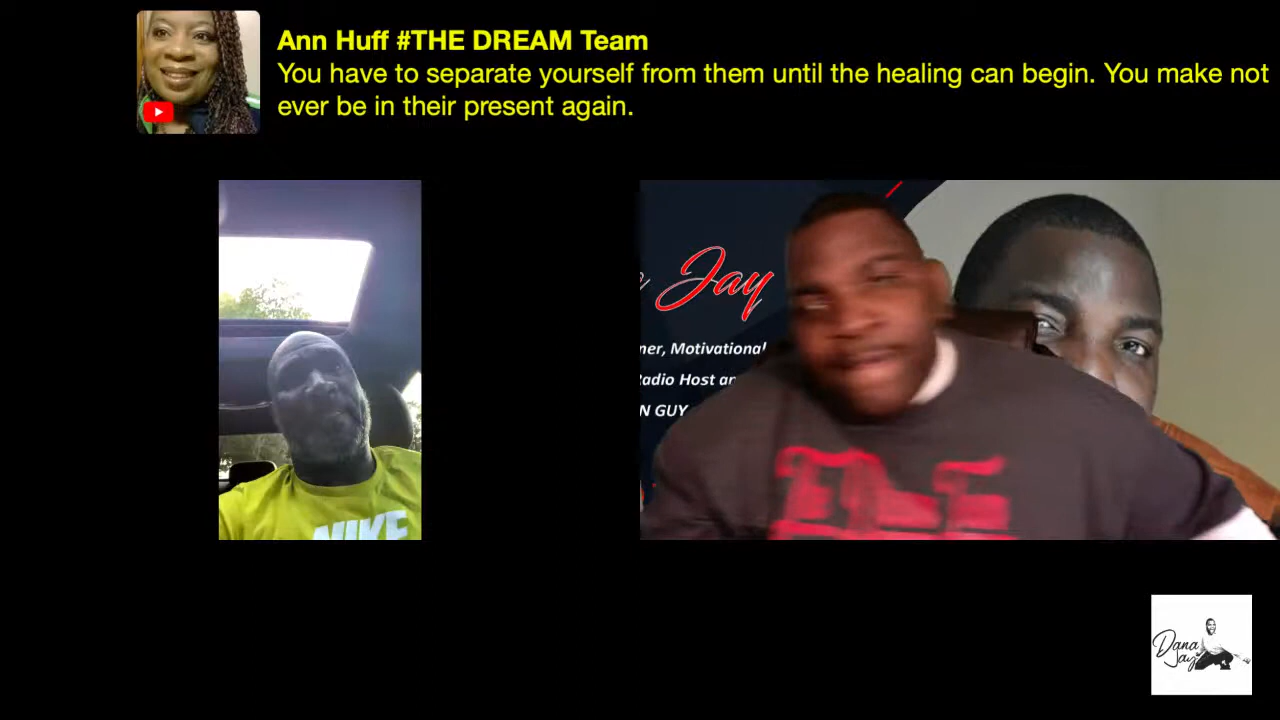 Ann Huff #THE DREAM Team
You have to separate yourself from them until the healing can begin. You make not
ever be in their present again.
Jay
ner, Motivational
Radio Host an
N GUY
NIKE
Dana
Jay